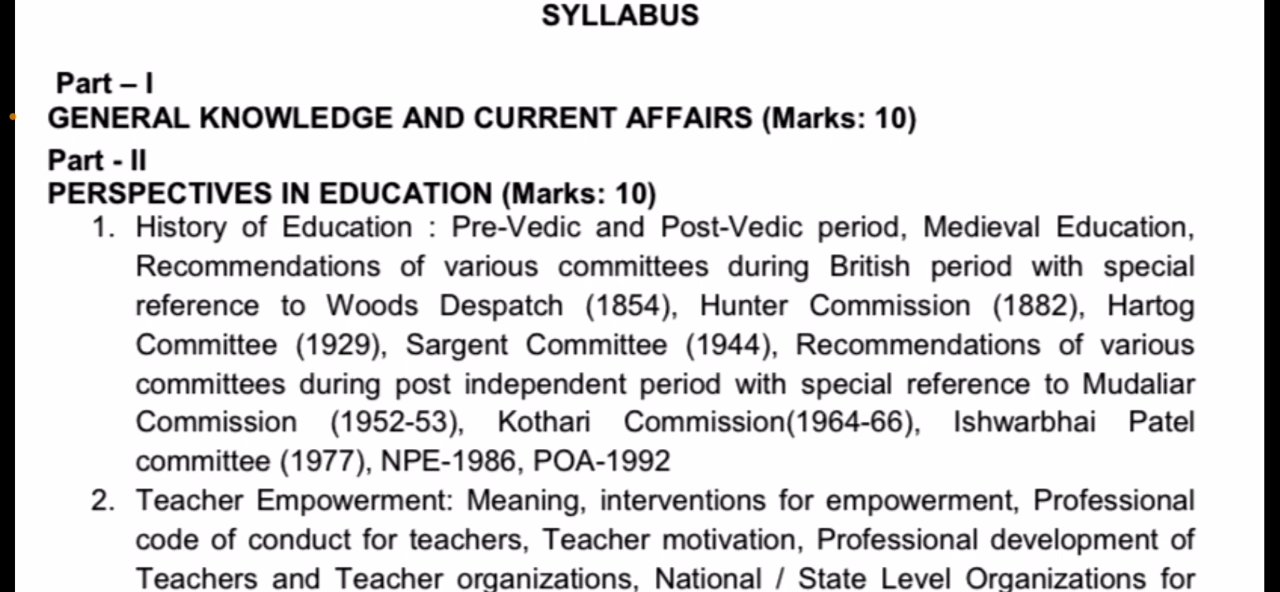 SYLLABUS
Part – I
GENERAL KNOWLEDGE AND CURRENT AFFAIRS (Marks: 10)
Part - II
PERSPECTIVES IN EDUCATION (Marks: 10)
1. History of Education : Pre-Vedic and Post-Vedic period, Medieval Education,
Recommendations of various committees during British period with special
reference to Woods Despatch (1854), Hunter Commission (1882), Hartog
Committee (1929), Sargent Committee (1944), Recommendations of various
committees during post independent period with special reference to Mudaliar
Commission (1952-53), Kothari Commission(1964-66), Ishwarbhai Patel
committee (1977), NPE-1986, POA-1992
2. Teacher Empowerment: Meaning, interventions for empowerment, Professional
code of conduct for teachers, Teacher motivation, Professional development of
Teachers and Teacher organizations, National / State Level Organizations for